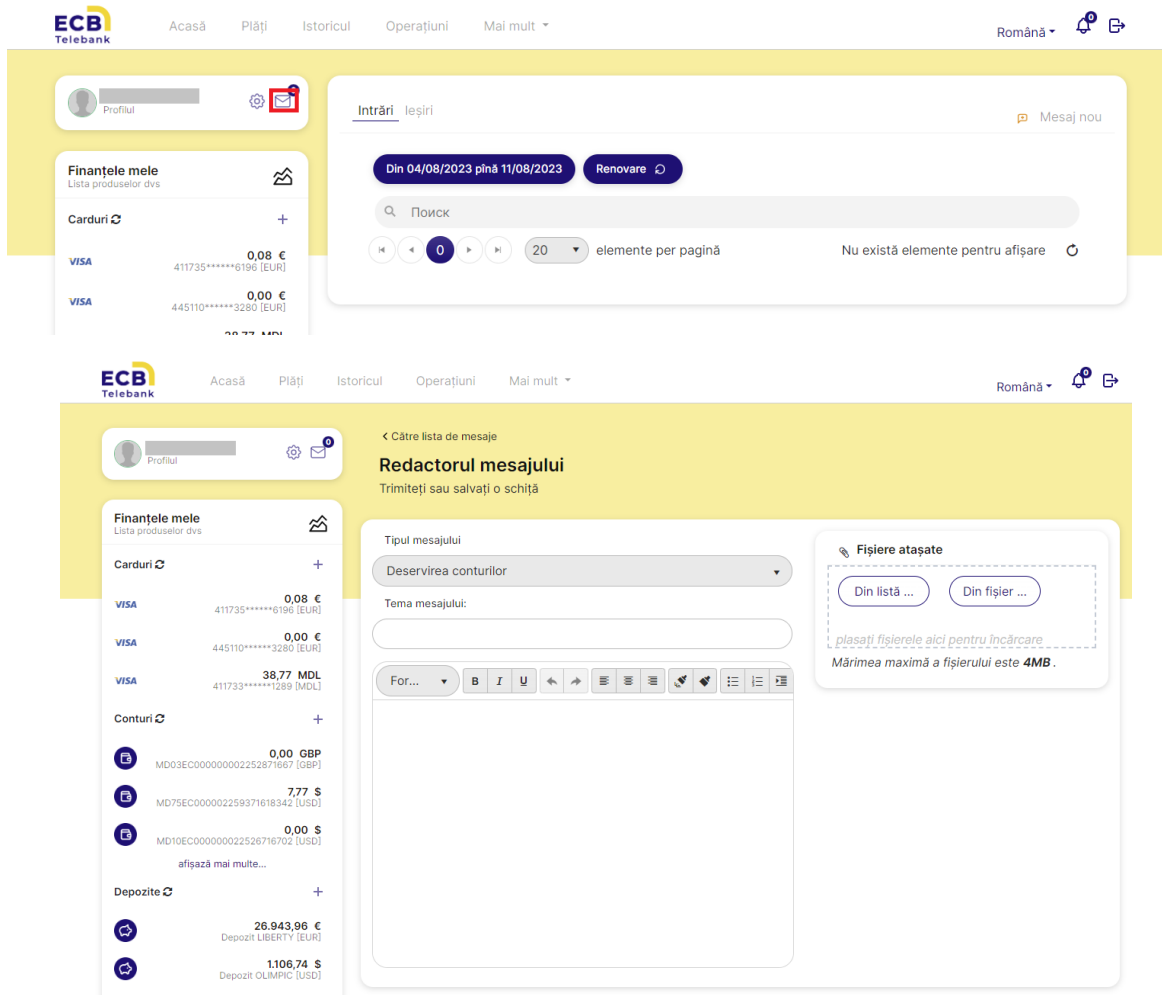 ECB
Telebank
Acasă Plăți Istoricul Operațiuni Mai mult
Română
0
Profilul
Intrări Ieșiri
Mesaj nou
Finanțele mele
Lista produselor dvs
Din 04/08/2023 pînă 11/08/2023 Renovare
Carduri
Поиск
0 20 elemente per pagină Nu există elemente pentru afișare
VISA 0,08 €
411735******6196 [EUR]
VISA 0,00 €
445110******3280 [EUR]
38,77 MDL
ECB
Telebank
Acasă Plăți Istoricul Operațiuni Mai mult
Română
0
Profilul
0
Către lista de mesaje
Redactorul mesajului
Trimiteți sau salvați o schiță
Finanțele mele
Lista produselor dvs
Carduri
VISA 0,08 €
411735******6196 [EUR]
VISA 0,00 €
445110******3280 [EUR]
VISA 38,77 MDL
411733******1289 [MDL]
Conturi
0,00 GBP
MD03EC000000002252871667 [GBP]
7,77 $
MD75EC000002259371618342 [USD]
0,00 $
MD10EC000000022526716702 [USD]
afișază mai multe...
Depozite
26.943,96 €
Depozit LIBERTY [EUR]
1.106,74 $
Depozit OLIMPIC [USD]
Tipul mesajului
Deservirea conturilor
Tema mesajului:
For... B I U
Fișiere atașate
Din listă ... Din fișier ...
plasați fișierele aici pentru încărcare
Mărimea maximă a fișierului este 4MB .